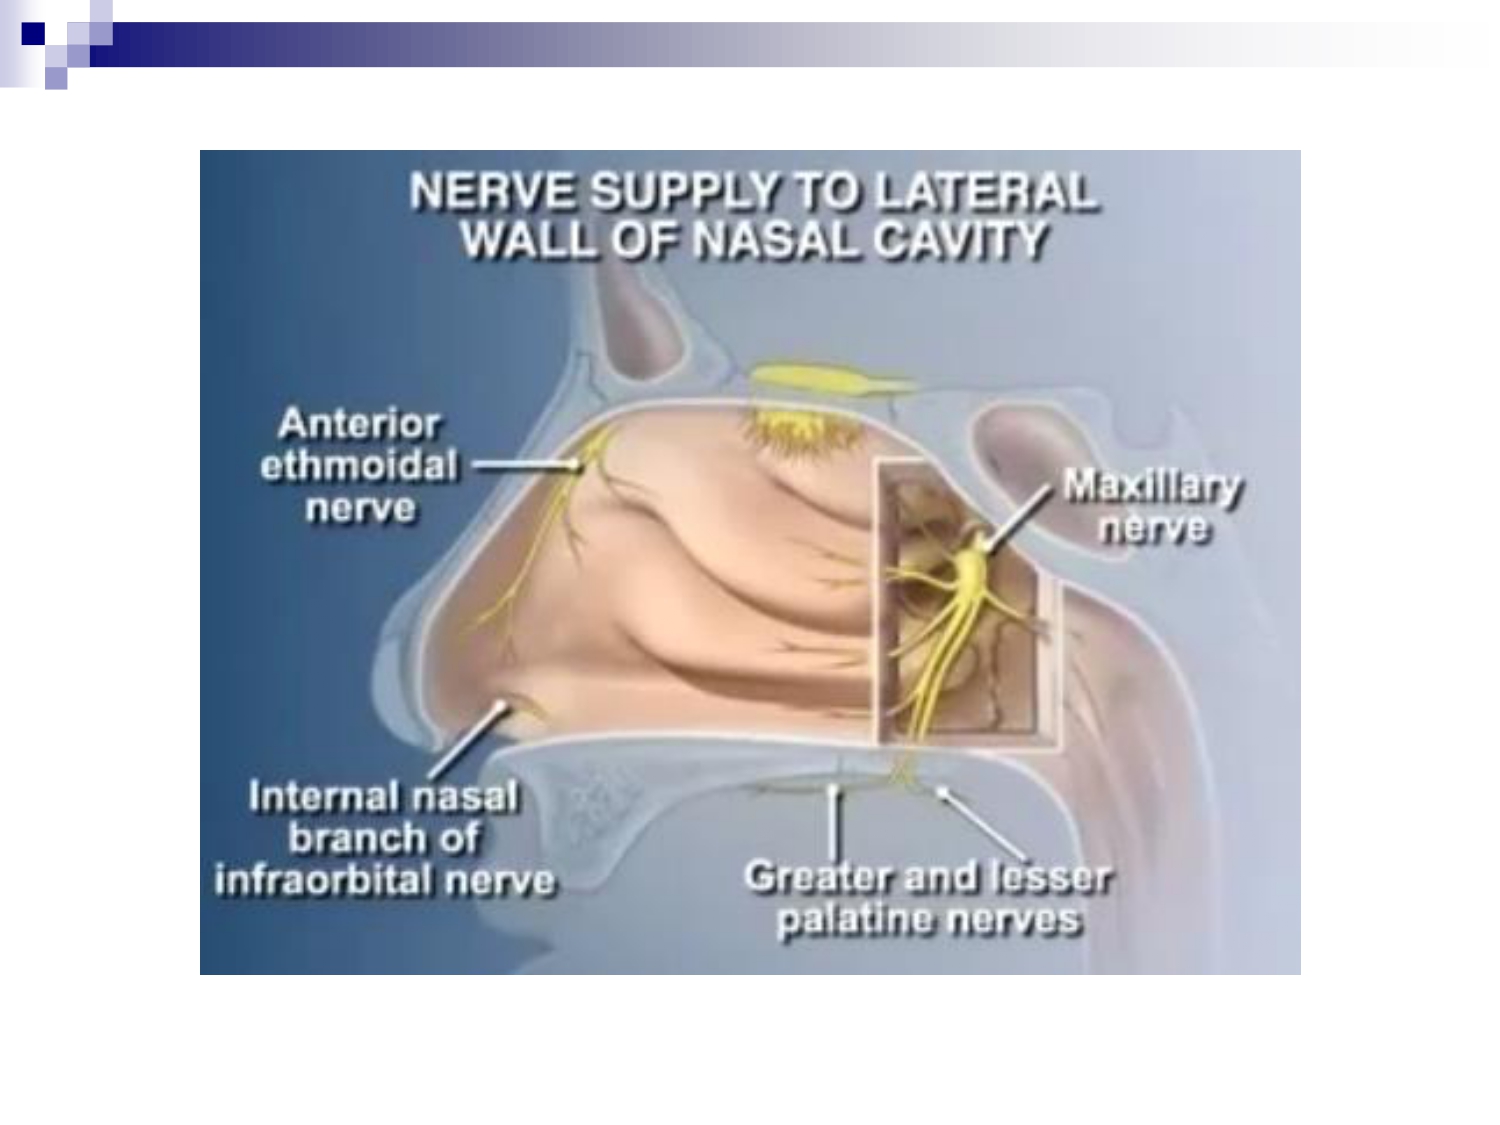 NERVE SUPPLY TO LATERAL
WALL OF NASAL CAVITY
Anterior
ethmoidal
nerve
Maxillary
nerve
Internal nasal
branch of
infraorbital nerve
Greater and lesser
palatine nerves